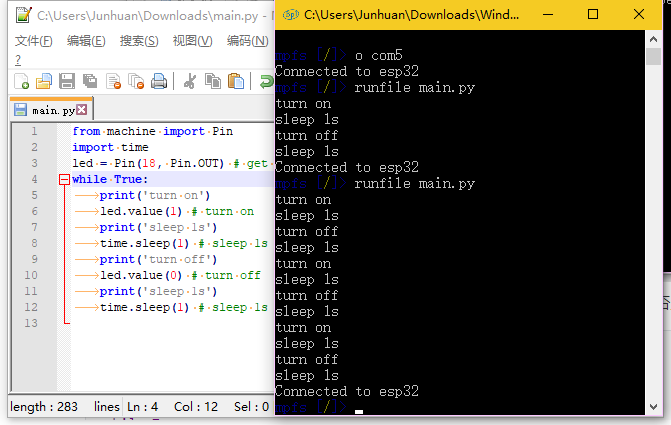 C:\Users\Junhuan\Downloads\main.py -
文件(F) 编辑(E) 搜索(S) 视图(V) 编码(N)
?
main.py
1 from machine import Pin
2 import time
3 led = Pin(18, Pin.OUT) # get
4 while True:
5 print('turn on')
6 led.value(1) # turn on
7 print('sleep 1s')
8 time.sleep(1) # sleep 1s
9 print('turn off')
10 led.value(0) # turn off
11 print('sleep 1s')
12 time.sleep(1) # sleep 1s
13
length : 283 lines Ln : 4 Col : 12 Sel : 0
C:\Users\Junhuan\Downloads\Wind...
mpfs [/]> o com5
Connected to esp32
mpfs [/]> runfile main.py
turn on
sleep 1s
turn off
sleep 1s
Connected to esp32
mpfs [/]> runfile main.py
turn on
sleep 1s
turn off
sleep 1s
turn on
sleep 1s
turn off
sleep 1s
turn on
sleep 1s
turn off
sleep 1s
Connected to esp32
mpfs [/]>